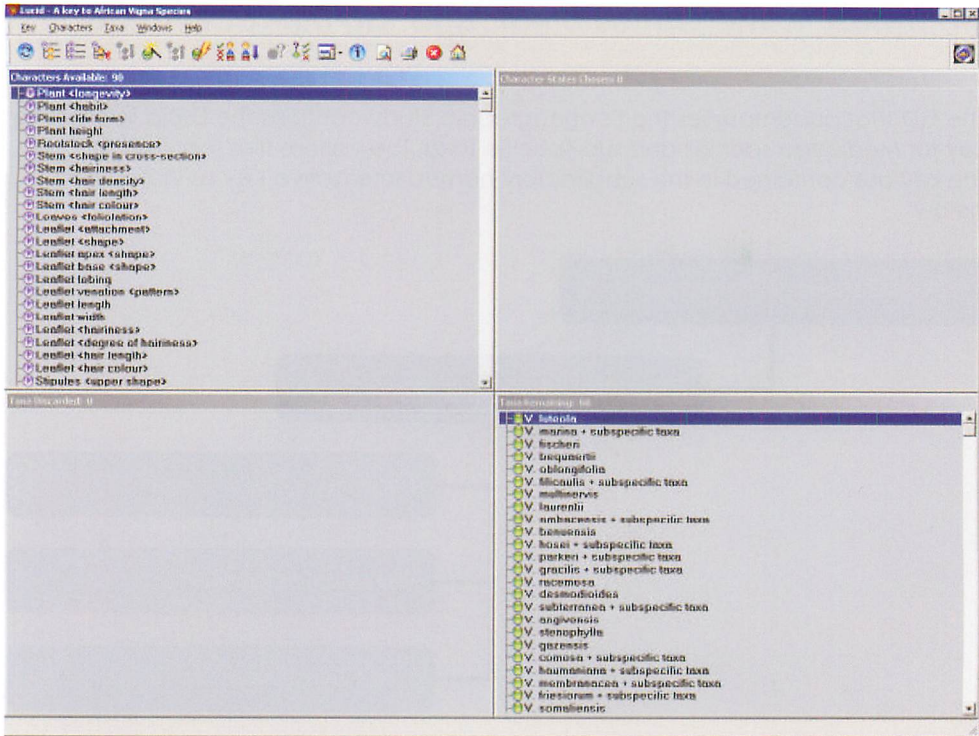 Lucid - A key to African Vigna Species
Key Characters Taxa Windows Help
Characters Available: 90
Plant <longevity>
Plant <habit>
Plant <life form>
Plant height
Rootstock <presence>
Stem <shape in cross-section>
Stem <hairiness>
Stem <hair density>
Stem <hair length>
Stem <hair colour>
Leaves <foliolation>
Leaflet <attachment>
Leaflet <shape>
Leaflet apex <shape>
Leaflet base <shape>
Leaflet lobing
Leaflet venation <pattern>
Leaflet length
Leaflet width
Leaflet <hairiness>
Leaflet <degree of hairiness>
Leaflet <hair length>
Leaflet <hair colour>
Stipules <upper shape>
Character States Chosen: 0
Taxa Discarded: 0
Taxa Remaining:
V. luteola
V. marina + subspecific taxa
V. fischeri
V. bequaertii
V. oblongifolia
V. filicaulis + subspecific taxa
V. multinervis
V. laurentii
V. ambacensis + subspecific taxa
V. benuensis
V. hosei + subspecific taxa
V. parkeri + subspecific taxa
V. gracilis + subspecific taxa
V. racemosa
V. desmodioides
V. subterranea + subspecific taxa
V. angivensis
V. stenophylla
V. gazensis
V. comosa + subspecific taxa
V. haumaniana + subspecific taxa
V. membranacea + subspecific taxa
V. friesiorum + subspecific taxa
V. somaliensis